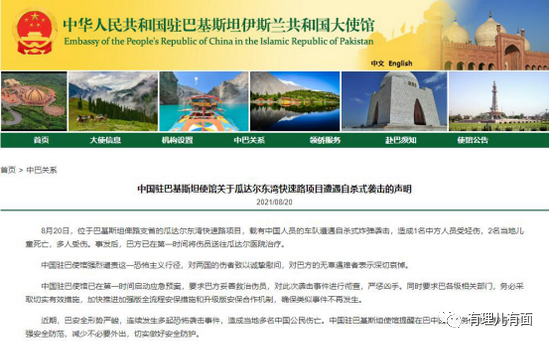 中华人民共和国驻巴基斯坦伊斯兰共和国大使馆
Embassy of the People's Republic of China in the Islamic Republic of Pakistan
中文 English
首页 大使信息 机构设置 中巴关系 领侨服务 赴巴须知 使馆公告
首页 > 中巴关系
中国驻巴基斯坦使馆关于瓜达尔东湾快速路项目遭遇自杀式袭击的声明
2021/08/20
8月20日，位于巴基斯坦俾路支省的瓜达尔东湾快速路项目，载有中国人员的车队遭遇自杀式炸弹袭击，造成1名中方人员受轻伤，2名当地儿
童死亡，多人受伤。事发后，巴方已在第一时间将伤员送往瓜达尔医院治疗。
中国驻巴使馆强烈谴责这一恐怖主义行径，对两国的伤者致以诚挚慰问，对巴方的无辜遇难者表示深切哀悼。
中国驻巴使馆已在第一时间启动应急预案，要求巴方妥善救治伤员，对此次袭击事件进行彻查，严惩凶手。同时要求巴各级相关部门，务必采
取切实有效措施，加快推进加强版全流程安保措施和升级版安保合作机制，确保类似事件不再发生。
近期，巴安全形势严峻，连续发生多起恐怖袭击事件，造成当地多名中国公民伤亡。中国驻巴基斯坦使馆提醒在巴中
强安全防范，减少不必要外出，切实做好安全防护。
有理儿有面